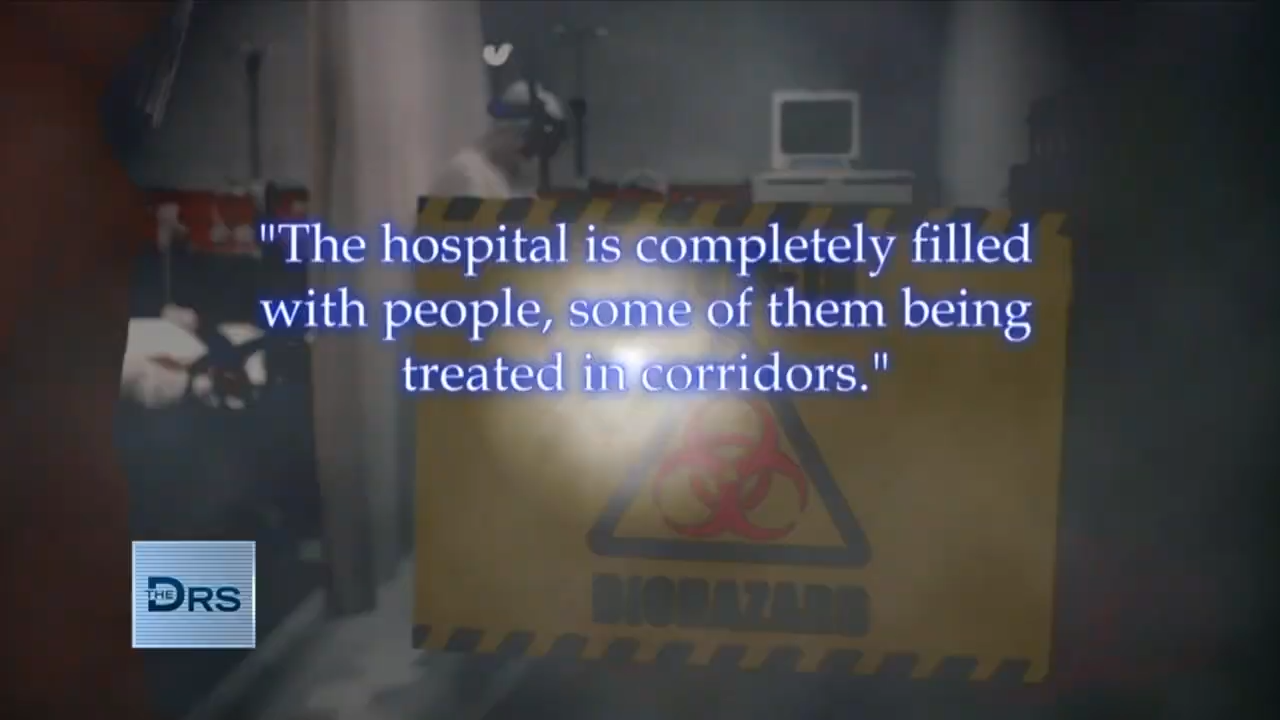 "The hospital is completely filled
with people, some of them being
treated in corridors."
BIOHAZARD
THE DRS